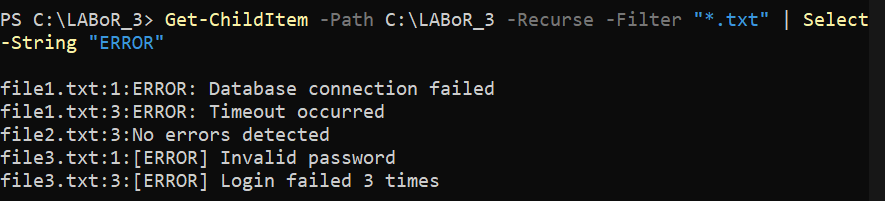 PS C:\LABoR_3> Get-ChildItem -Path C:\LABoR_3 -Recurse -Filter "*.txt" | Select
-String "ERROR"
file1.txt:1:ERROR: Database connection failed
file1.txt:3:ERROR: Timeout occurred
file2.txt:3:No errors detected
file3.txt:1:[ERROR] Invalid password
file3.txt:3:[ERROR] Login failed 3 times